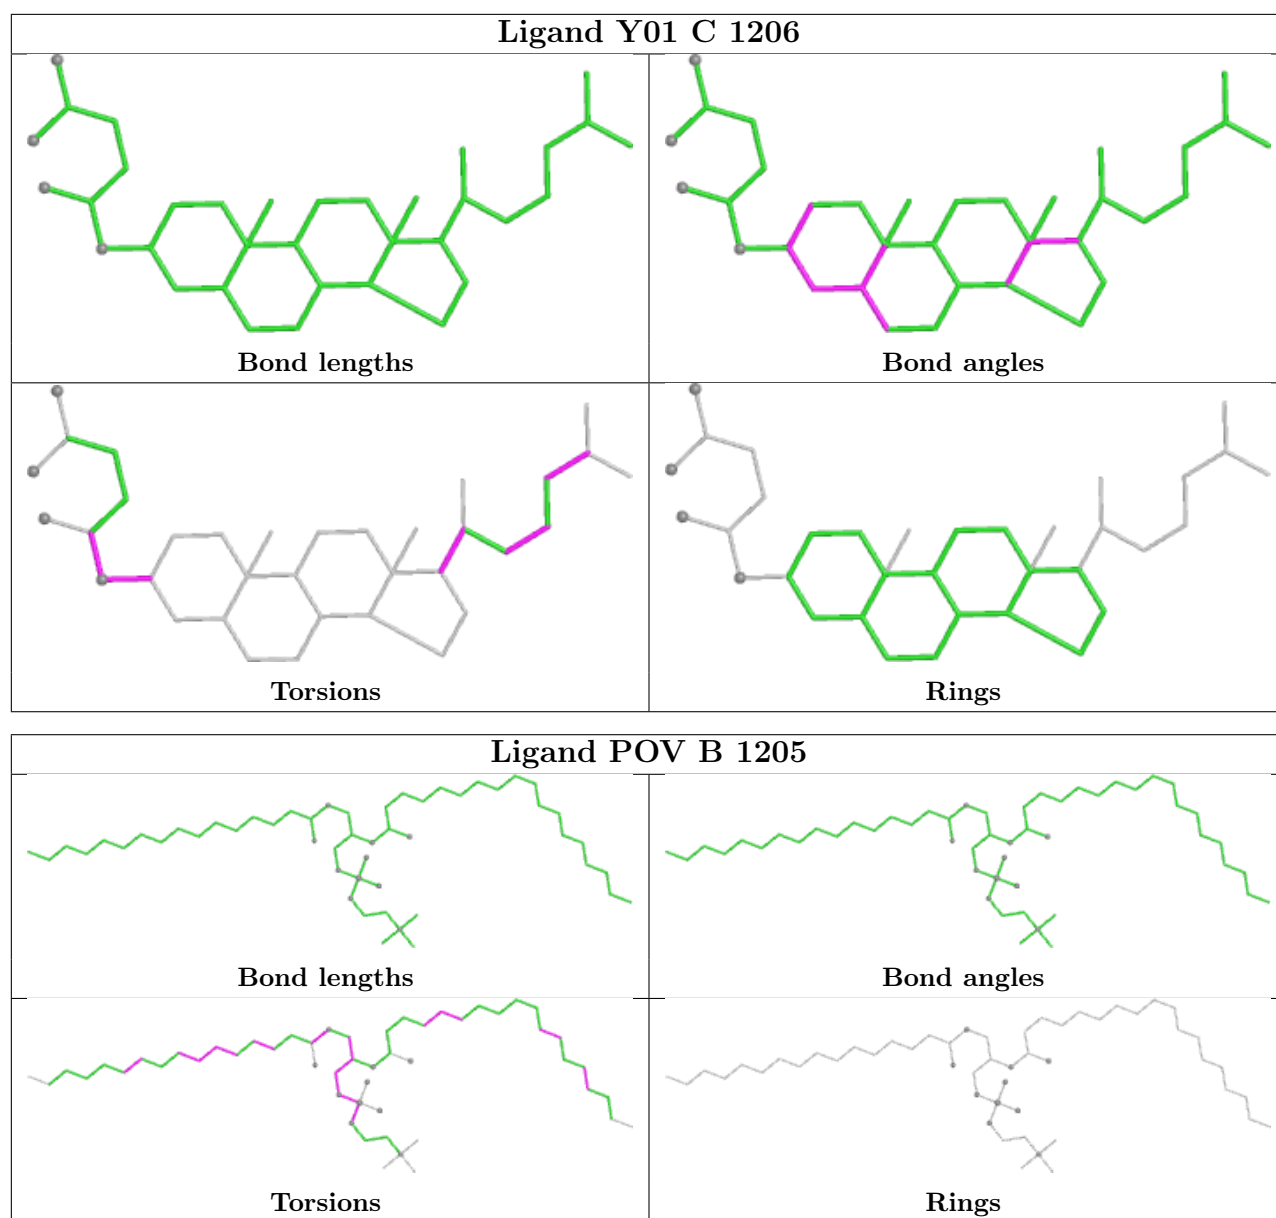 Ligand Y01 C 1206
Bond lengths
Bond angles
Torsions
Rings
Ligand POV B 1205
Bond lengths
Bond angles
Torsions
Rings